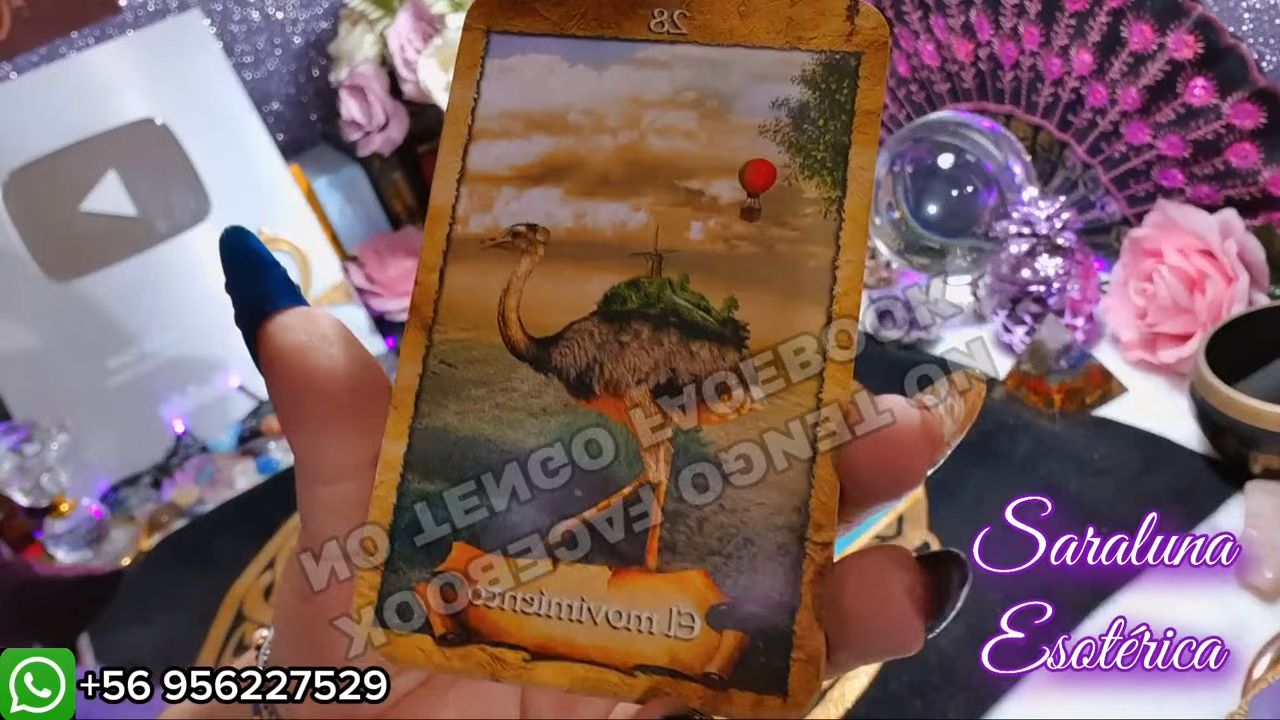 28
NO TENGO FACEBOOK
NO TENGO FACEBOOK
El movimiento
Saraluna
Esotérica
+56 956227529